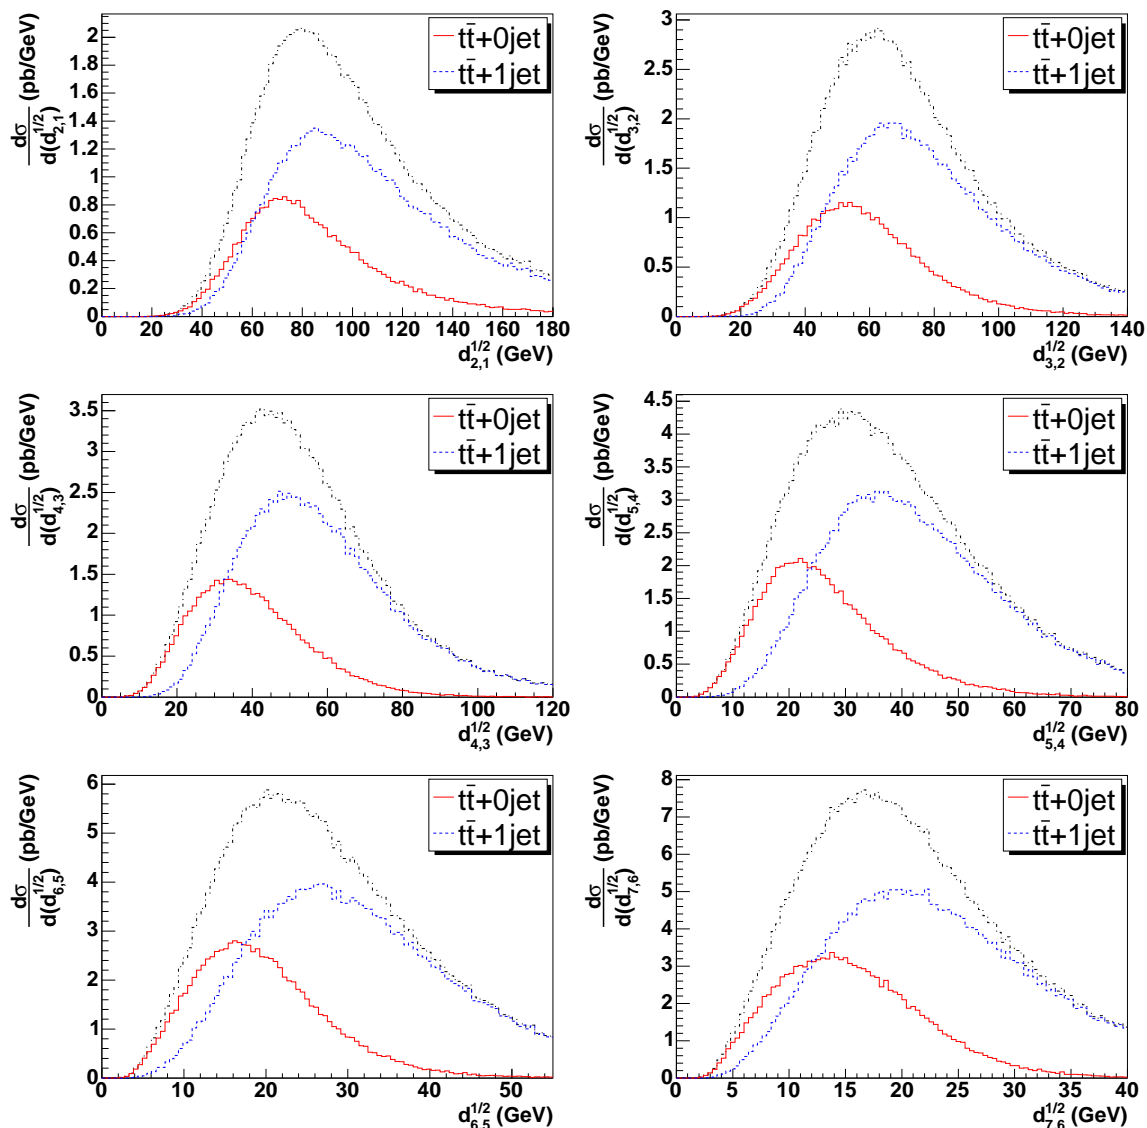 dσ/d(d_{2,1}^{1/2}) (pb/GeV)
2
1.8
1.6
1.4
1.2
1
0.8
0.6
0.4
0.2
0
tt̄+0jet
tt̄+1jet
0 20 40 60 80 100 120 140 160 180
d_{2,1}^{1/2} (GeV)
dσ/d(d_{3,2}^{1/2}) (pb/GeV)
3
2.5
2
1.5
1
0.5
0
tt̄+0jet
tt̄+1jet
0 20 40 60 80 100 120 140
d_{3,2}^{1/2} (GeV)
dσ/d(d_{4,3}^{1/2}) (pb/GeV)
3.5
3
2.5
2
1.5
1
0.5
0
tt̄+0jet
tt̄+1jet
0 20 40 60 80 100 120
d_{4,3}^{1/2} (GeV)
dσ/d(d_{5,4}^{1/2}) (pb/GeV)
4.5
4
3.5
3
2.5
2
1.5
1
0.5
0
tt̄+0jet
tt̄+1jet
0 10 20 30 40 50 60 70 80
d_{5,4}^{1/2} (GeV)
dσ/d(d_{6,5}^{1/2}) (pb/GeV)
6
5
4
3
2
1
0
tt̄+0jet
tt̄+1jet
0 10 20 30 40 50
d_{6,5}^{1/2} (GeV)
dσ/d(d_{7,6}^{1/2}) (pb/GeV)
8
7
6
5
4
3
2
1
0
tt̄+0jet
tt̄+1jet
0 5 10 15 20 25 30 35 40
d_{7,6}^{1/2} (GeV)